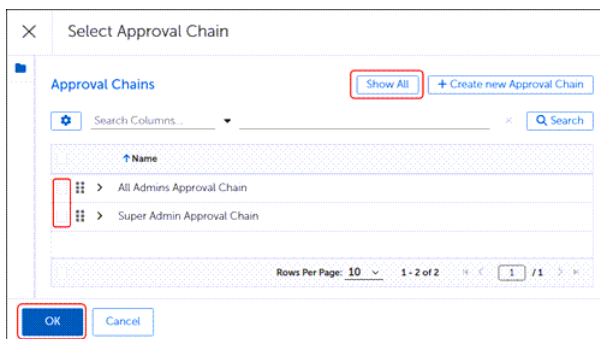 Select Approval Chain
Approval Chains
Show All
+ Create new Approval Chain
Search Columns...
Search
Name
All Admins Approval Chain
Super Admin Approval Chain
Rows Per Page: 10 1 - 2 of 2 1 / 1
OK
Cancel